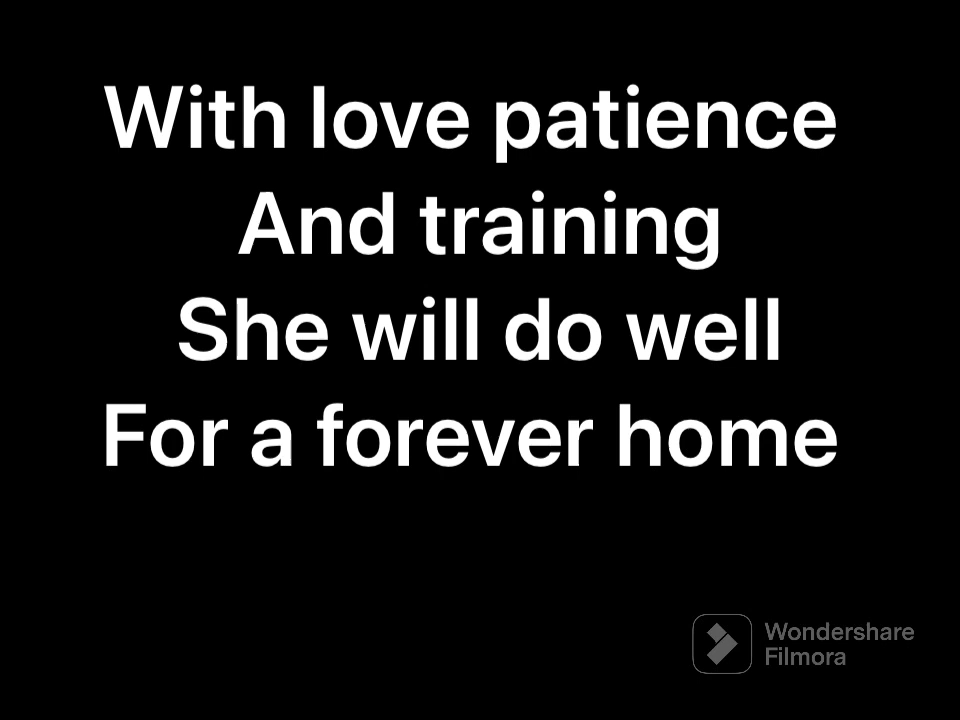 With love patience
And training
She will do well
For a forever home
Wondershare
Filmora